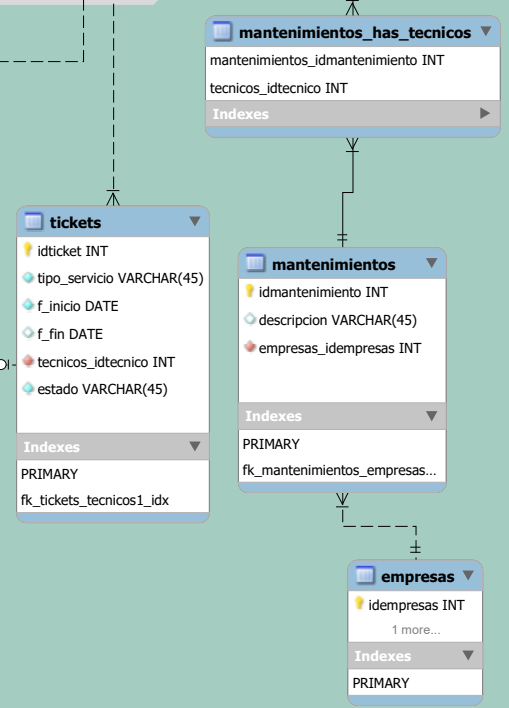 mantenimientos_has_tecnicos
mantenimientos_idmantenimiento INT
tecnicos_idtecnico INT
Indexes
tickets
idticket INT
tipo_servicio VARCHAR(45)
f_inicio DATE
f_fin DATE
tecnicos_idtecnico INT
estado VARCHAR(45)
Indexes
PRIMARY
fk_tickets_tecnicos1_idx
mantenimientos
idmantenimiento INT
descripcion VARCHAR(45)
empresas_idempresas INT
Indexes
PRIMARY
fk_mantenimientos_empresas...
empresas
idempresas INT
1 more...
Indexes
PRIMARY